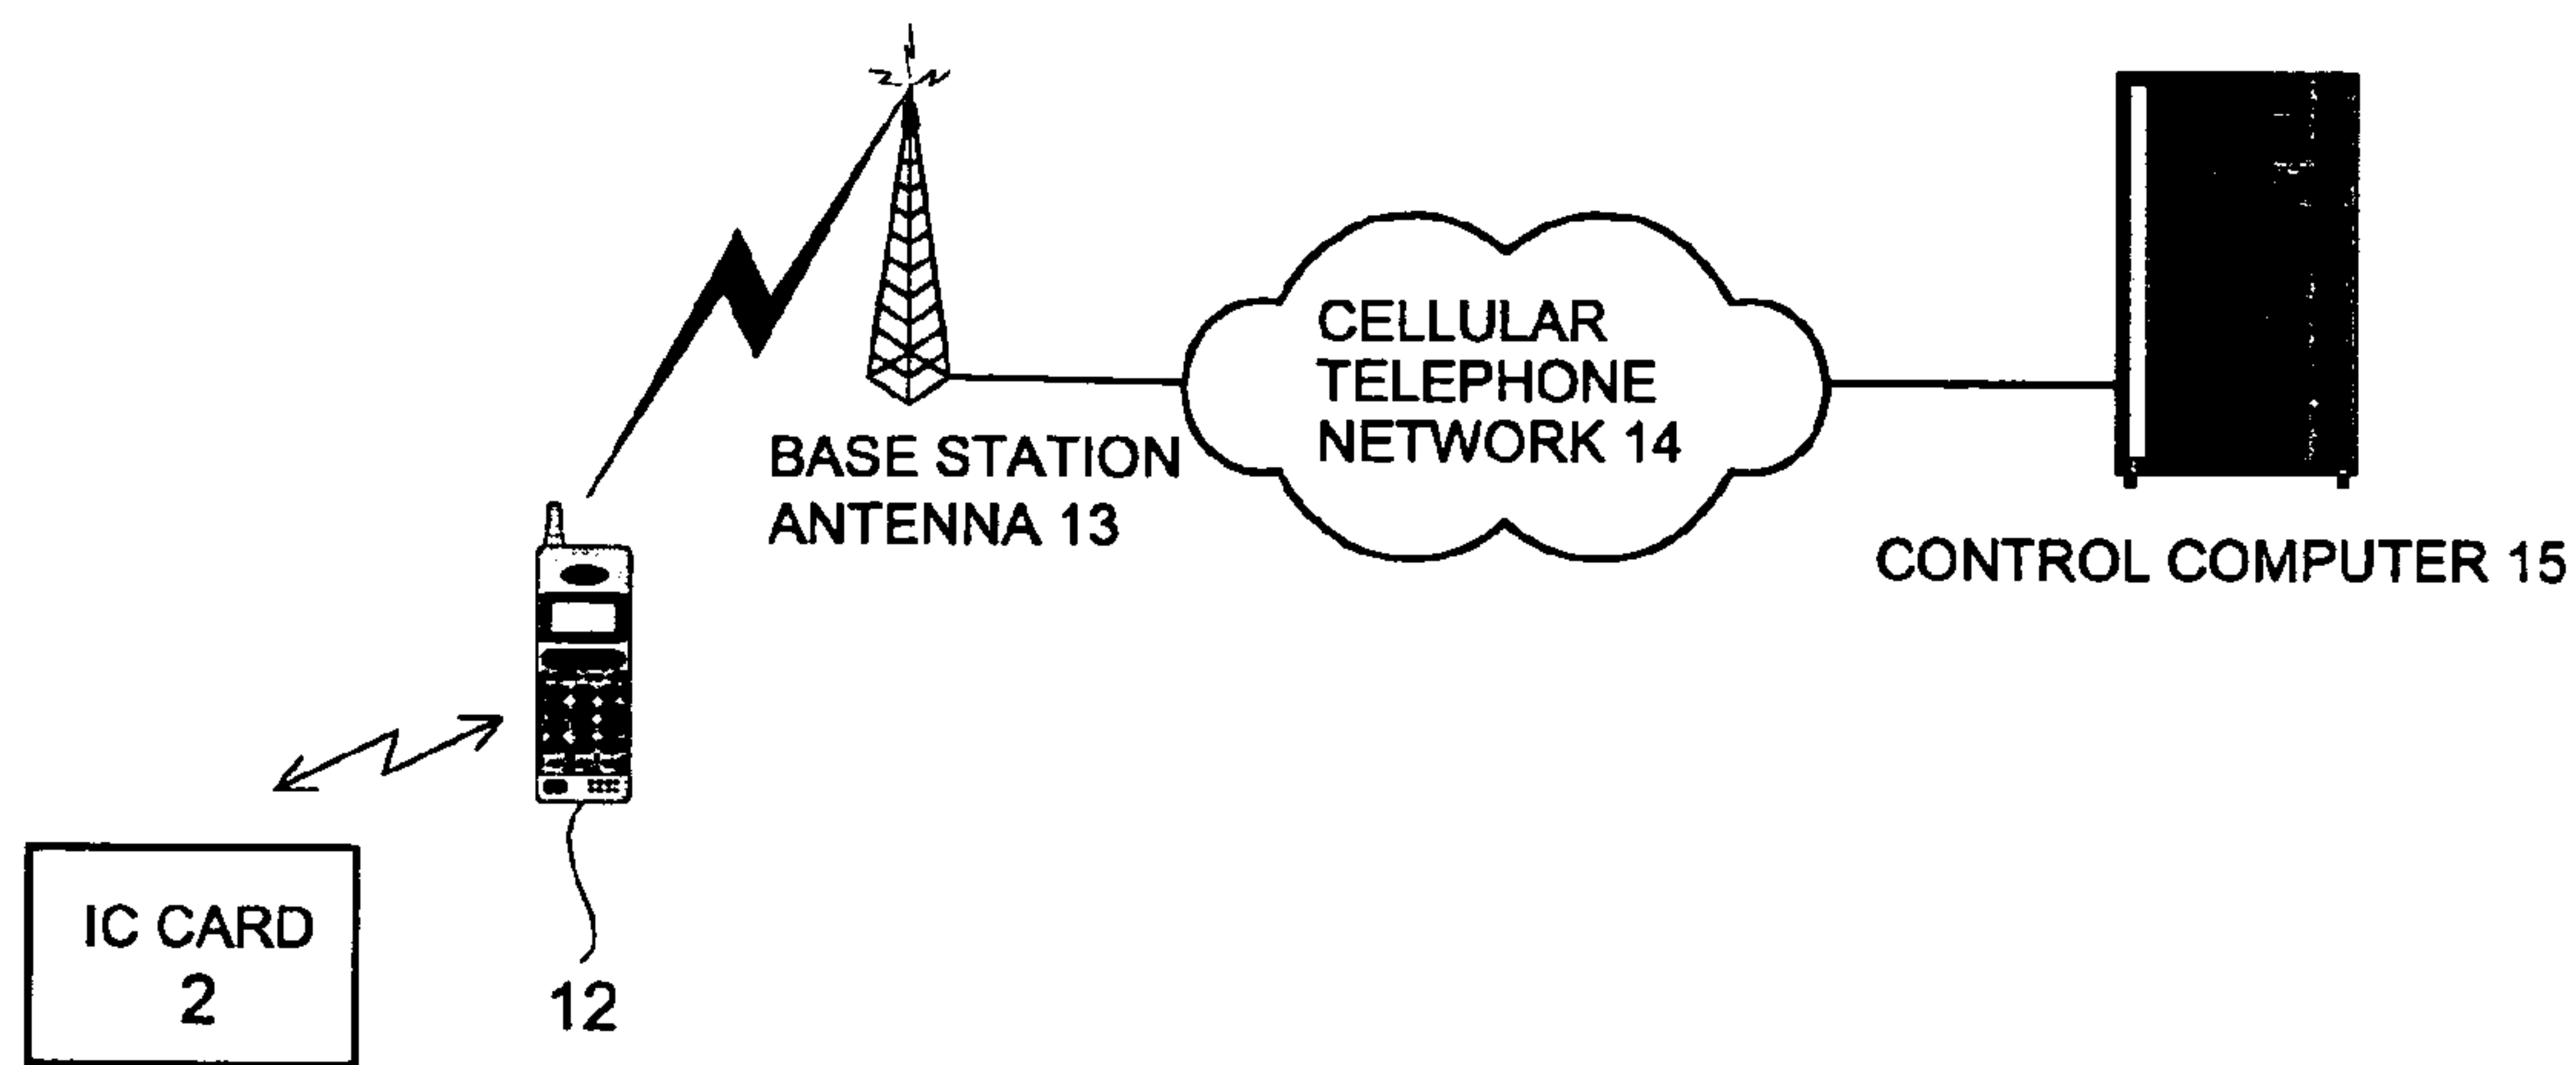 BASE STATION
ANTENNA 13
CELLULAR
TELEPHONE
NETWORK 14
CONTROL COMPUTER 15
IC CARD
2
12